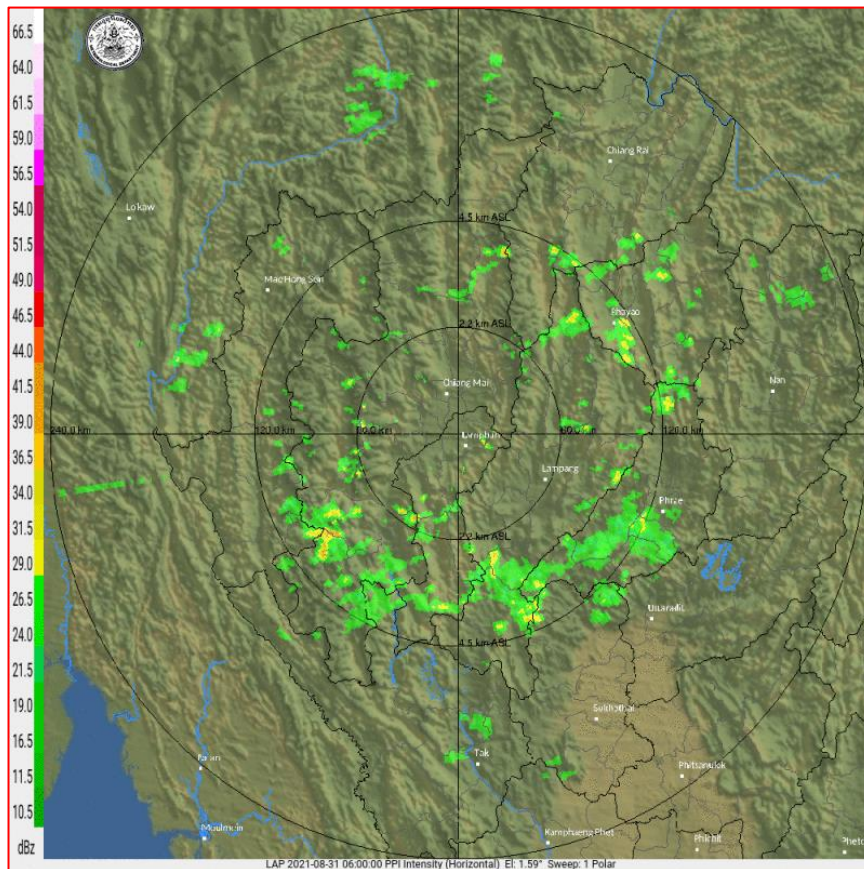 66.5
64.0
61.5
59.0
56.5
54.0
51.5
49.0
46.5
44.0
41.5
39.0
36.5
34.0
31.5
29.0
26.5
24.0
21.5
19.0
16.5
14.0
11.5
10.5
dBz
Chiang Rai
Loikaw
4.5 km ASL
Mae Hong Son
2.2 km ASL
Phayao
Chiang Mai
Nan
240.0 km
120.0 km
60.0 km
60.0 km
120.0 km
Lamphun
Lampang
Phrae
2.2 km ASL
Uttaradit
4.5 km ASL
Sukhothai
Tak
Pa'an
Phitsanulok
Moulmein
Kamphaeng Phet
Phichit
Phetc
LAP 2021-08-31 06:00:00 PPI Intensity (Horizontal) El: 1.59° Sweep: 1 Polar